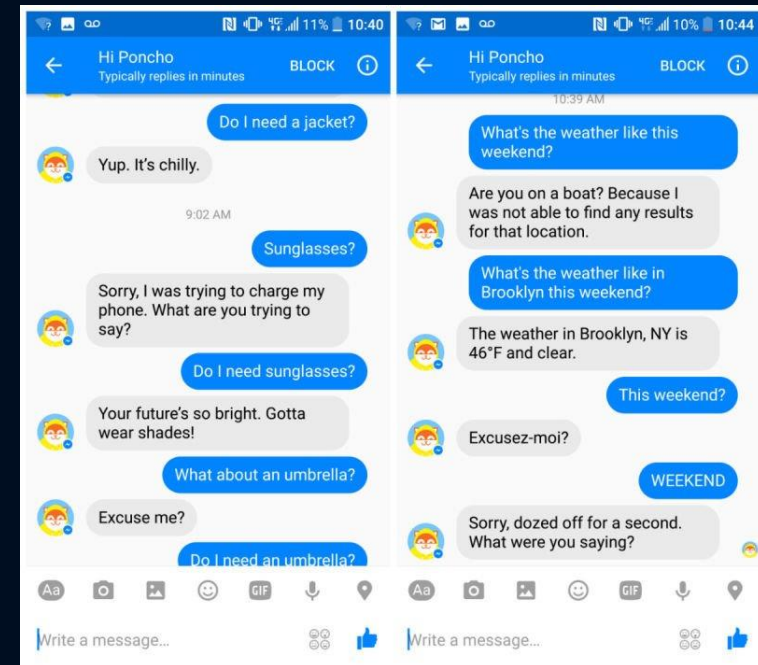 11% 10:40
Hi Poncho
Typically replies in minutes
BLOCK
Do I need a jacket?
Yup. It's chilly.
9:02 AM
Sunglasses?
Sorry, I was trying to charge my
phone. What are you trying to
say?
Do I need sunglasses?
Your future's so bright. Gotta
wear shades!
What about an umbrella?
Excuse me?
Do I need an umbrella?
Aa GIF
Write a message...
10% 10:44
Hi Poncho
Typically replies in minutes
BLOCK
10:39 AM
What's the weather like this
weekend?
Are you on a boat? Because I
was not able to find any results
for that location.
What's the weather like in
Brooklyn this weekend?
The weather in Brooklyn, NY is
46°F and clear.
This weekend?
Excusez-moi?
WEEKEND
Sorry, dozed off for a second.
What were you saying?
Aa GIF
Write a message...